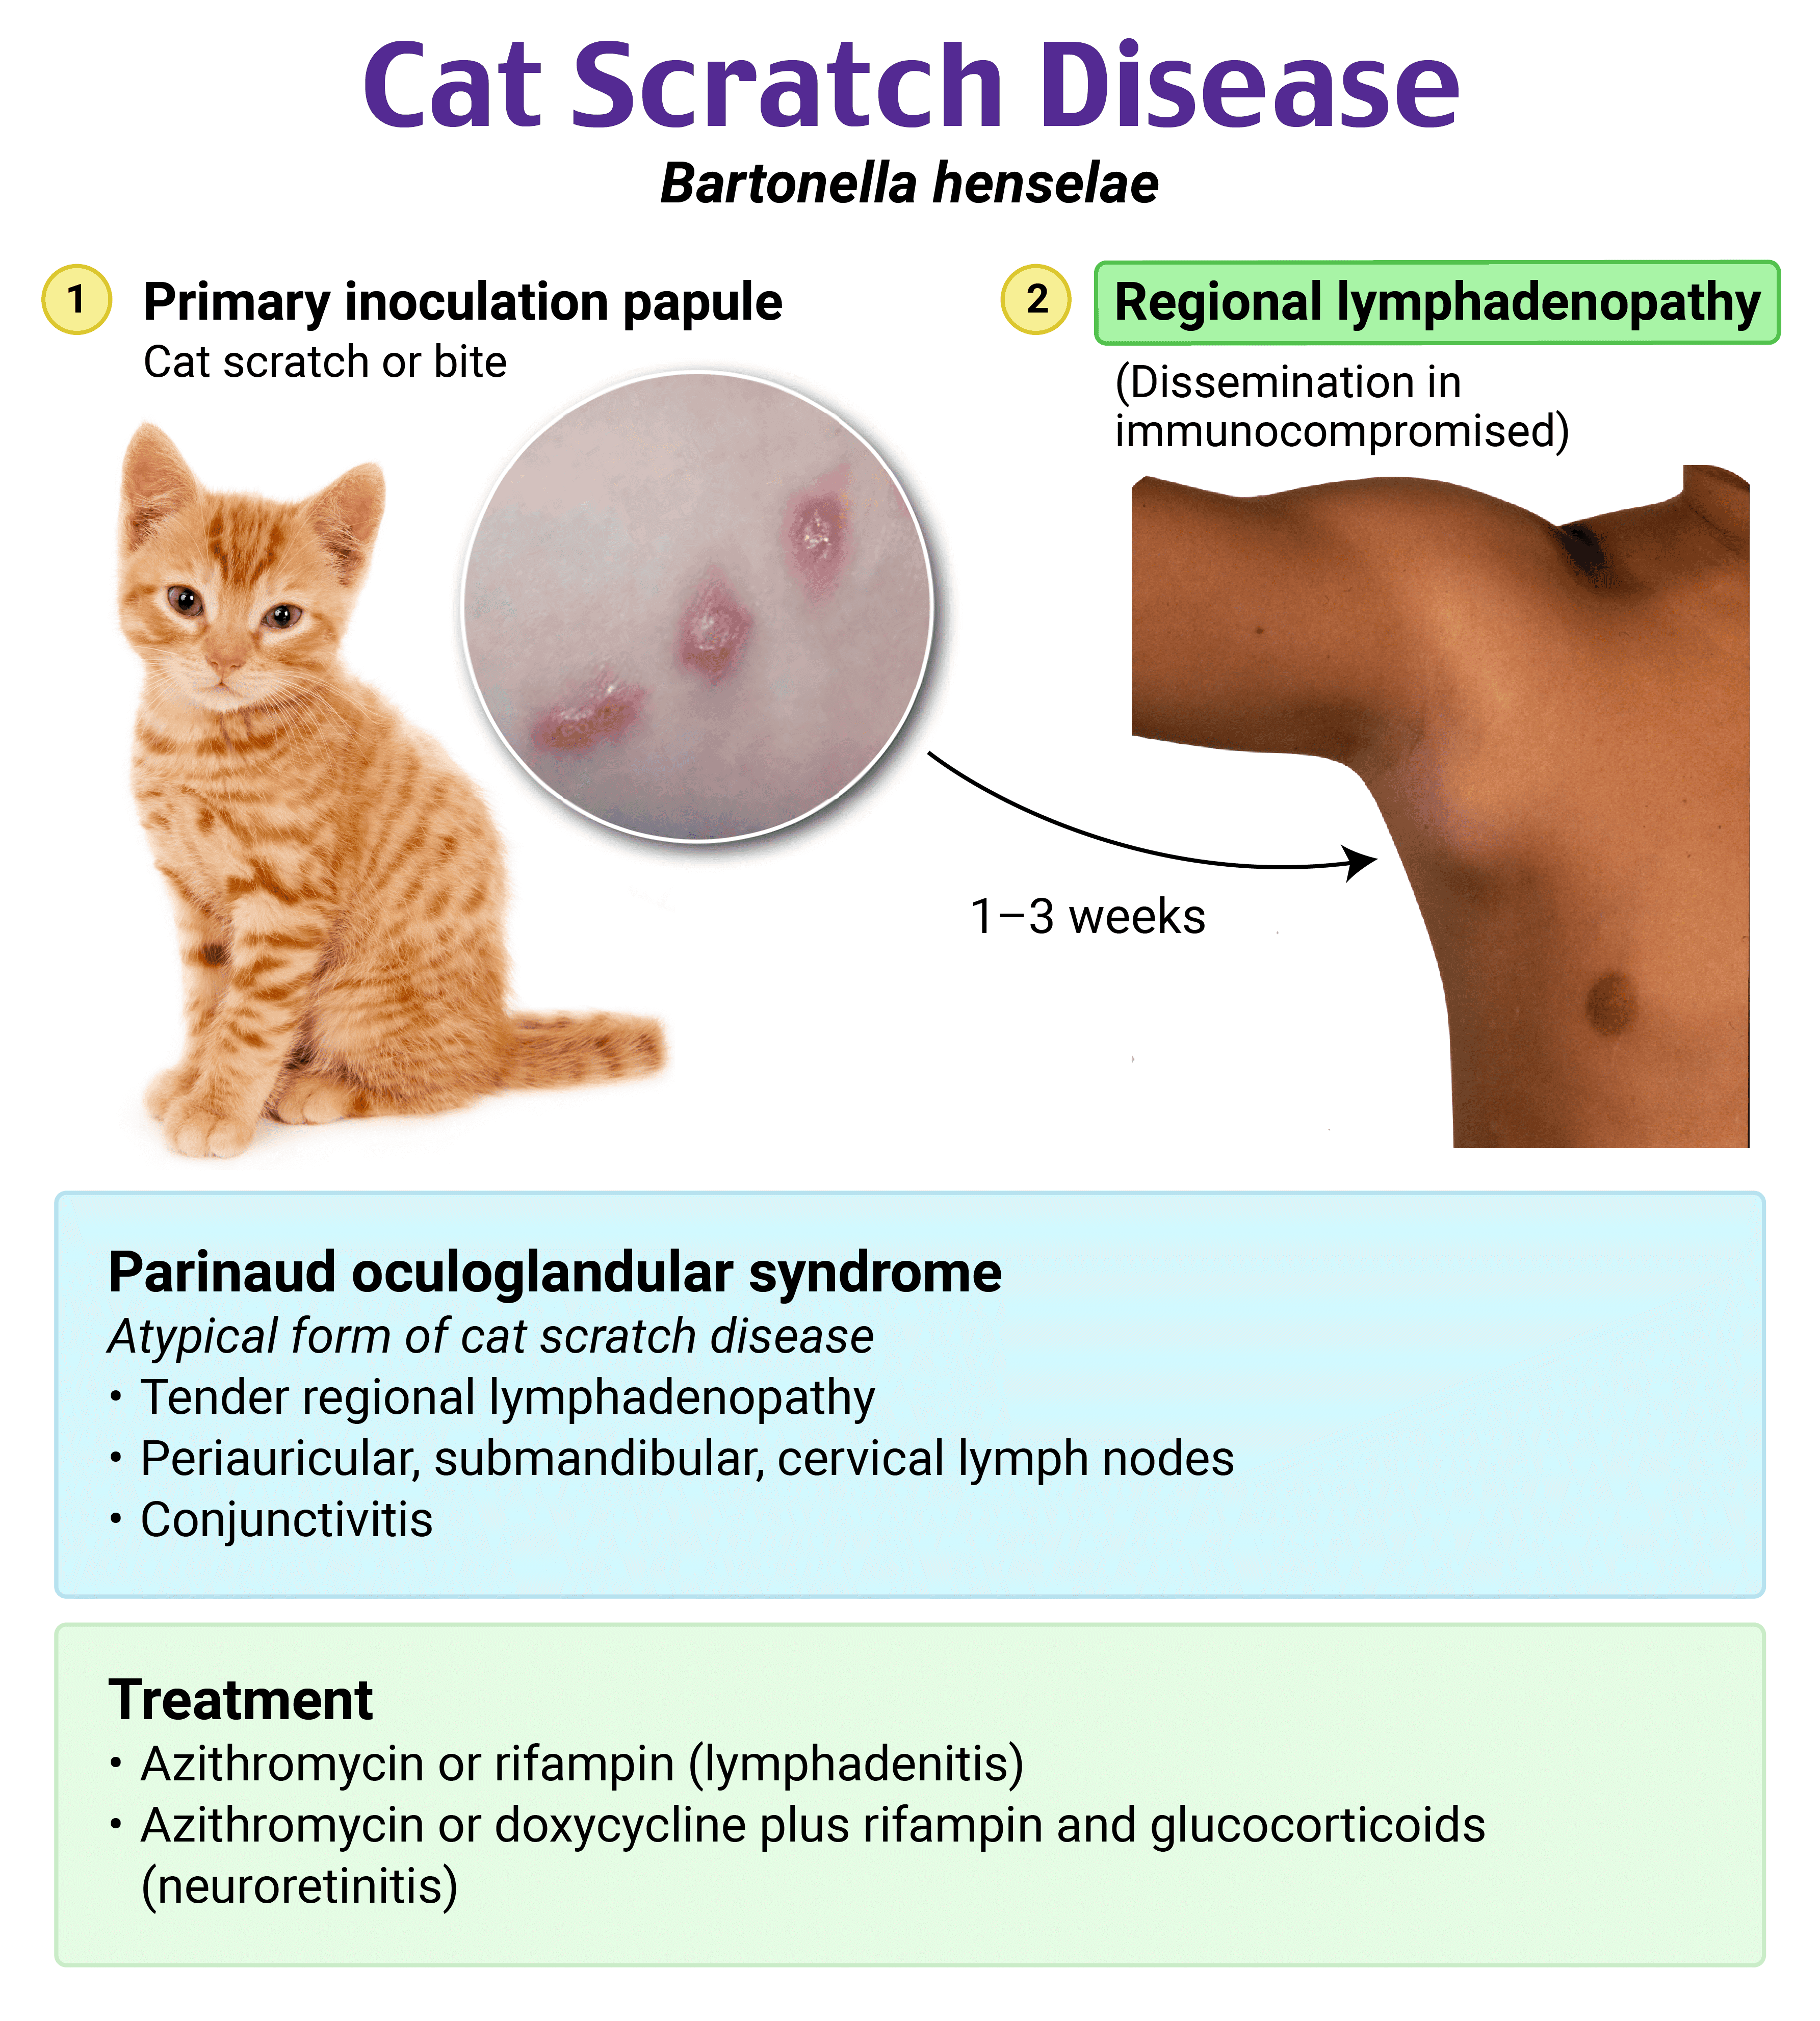 Cat Scratch Disease
Bartonella henselae
1 Primary inoculation papule
Cat scratch or bite
2 Regional lymphadenopathy
(Dissemination in
immunocompromised)
1–3 weeks
Parinaud oculoglandular syndrome
Atypical form of cat scratch disease
• Tender regional lymphadenopathy
• Periauricular, submandibular, cervical lymph nodes
• Conjunctivitis
Treatment
• Azithromycin or rifampin (lymphadenitis)
• Azithromycin or doxycycline plus rifampin and glucocorticoids
(neuroretinitis)